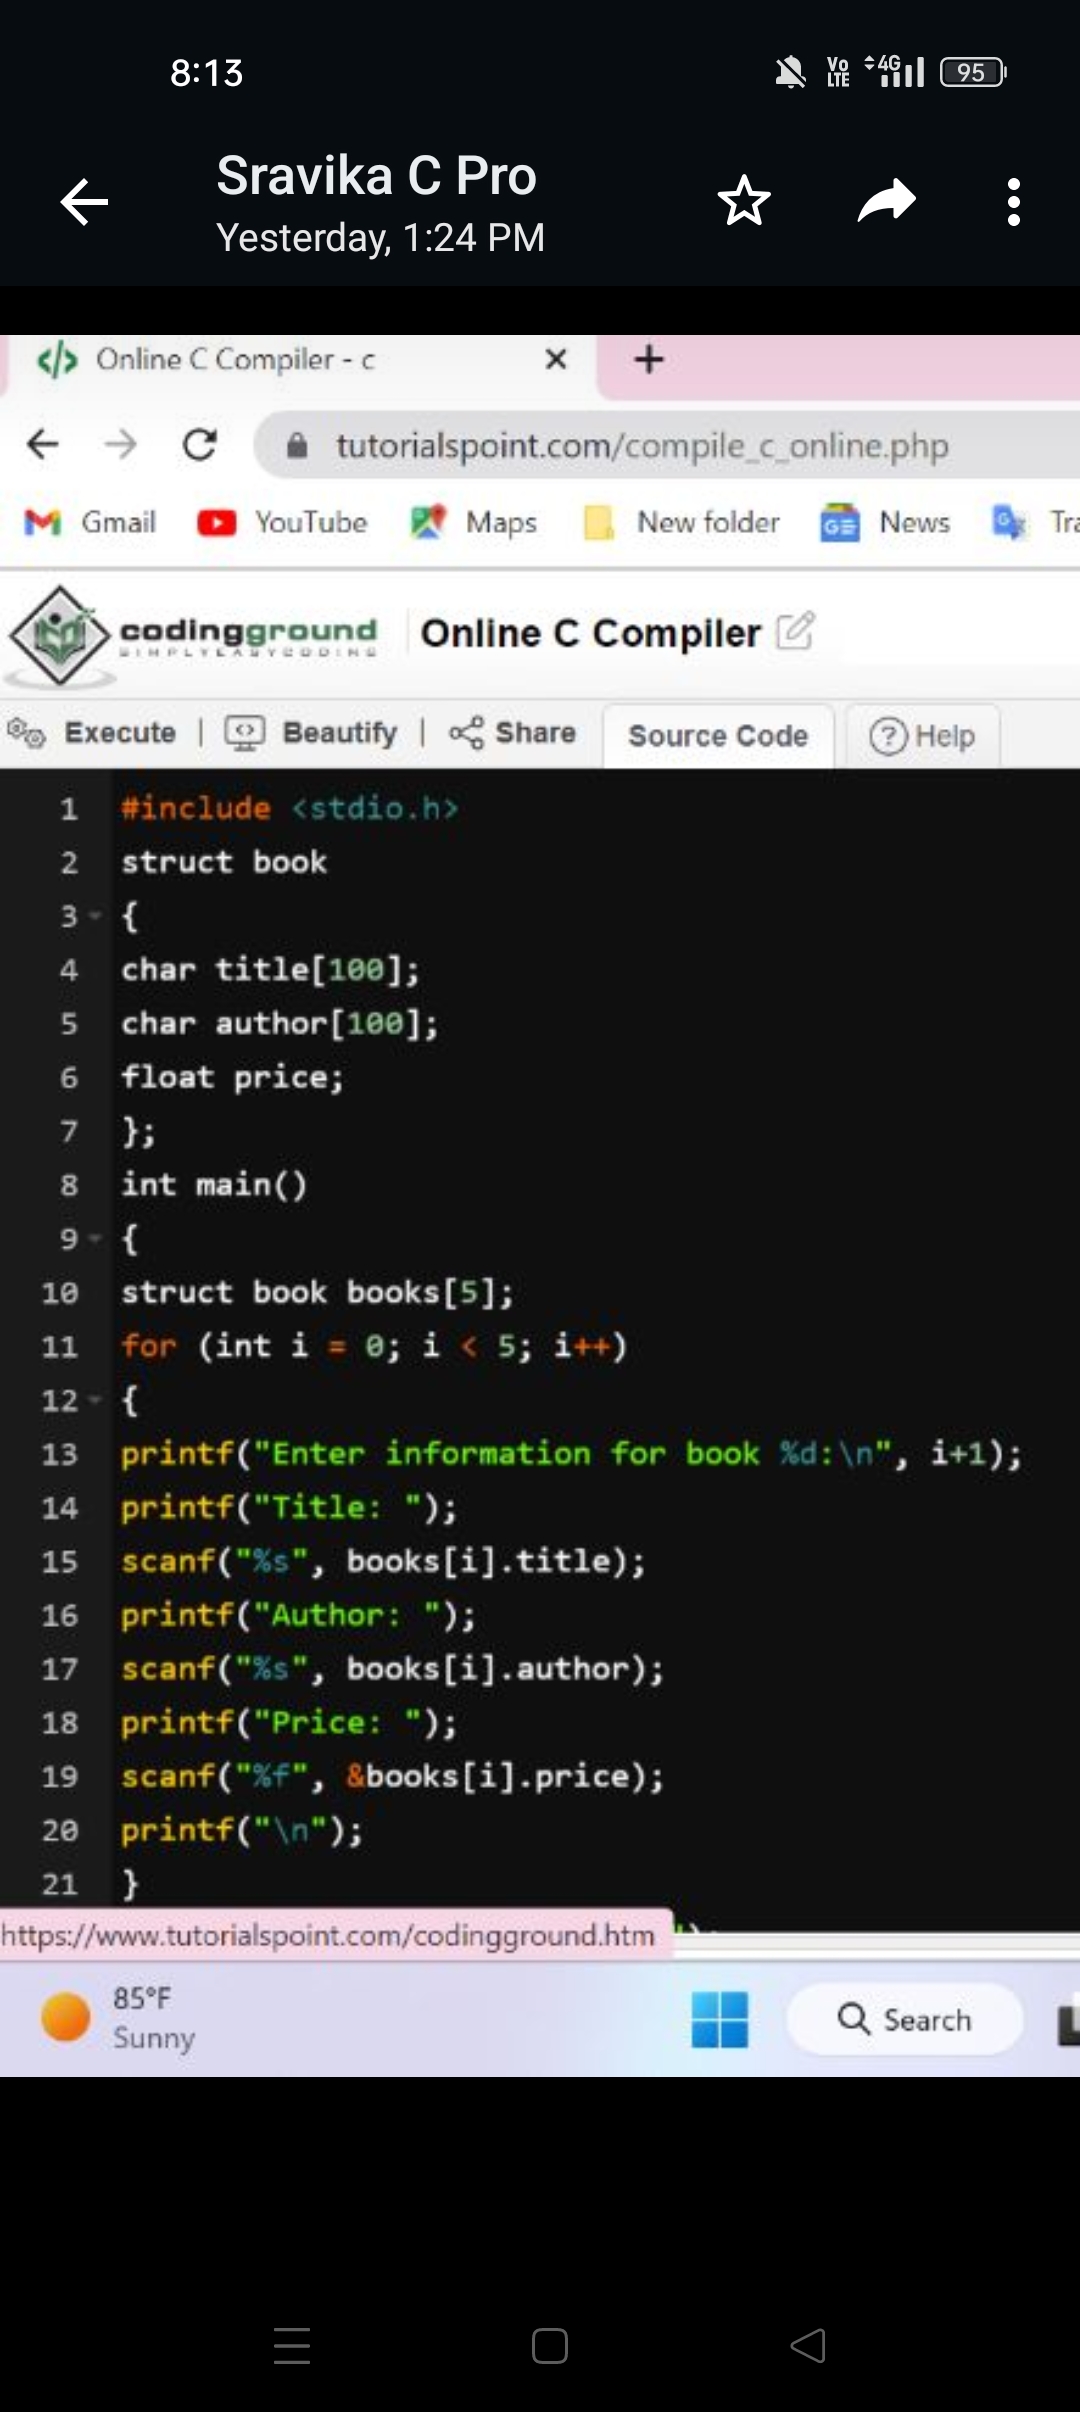 8:13
Vo LTE 4G 95
Sravika C Pro
Yesterday, 1:24 PM
</> Online C Compiler - c × +
tutorialspoint.com/compile_c_online.php
Gmail YouTube Maps New folder GE News G Tra
codingground Online C Compiler
SIMPLYEASYCODING
Execute | Beautify | Share Source Code ? Help
1 #include <stdio.h>
2 struct book
3 {
4 char title[100];
5 char author[100];
6 float price;
7 };
8 int main()
9 {
10 struct book books[5];
11 for (int i = 0; i < 5; i++)
12 {
13 printf("Enter information for book %d:\n", i+1);
14 printf("Title: ");
15 scanf("%s", books[i].title);
16 printf("Author: ");
17 scanf("%s", books[i].author);
18 printf("Price: ");
19 scanf("%f", &books[i].price);
20 printf("\n");
21 }
https://www.tutorialspoint.com/codingground.htm
85°F
Sunny
Search